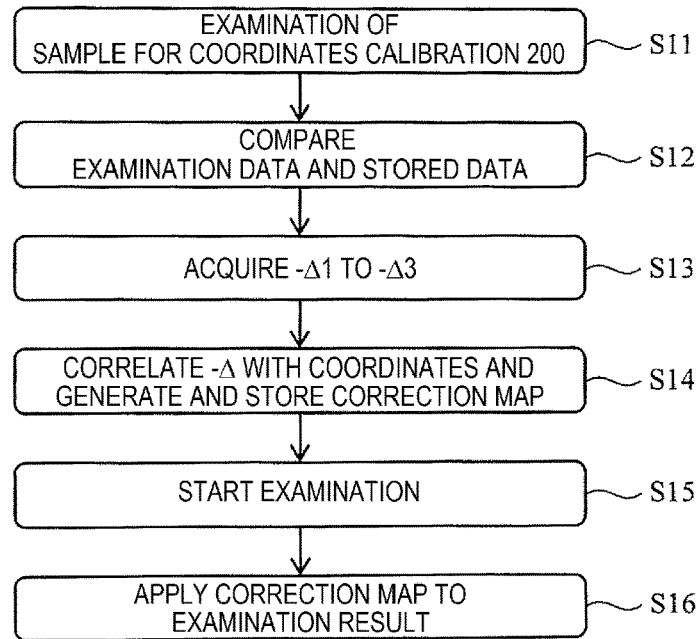 EXAMINATION OF
SAMPLE FOR COORDINATES CALIBRATION 200
S11
COMPARE
EXAMINATION DATA AND STORED DATA
S12
ACQUIRE -Δ1 TO -Δ3
S13
CORRELATE -Δ WITH COORDINATES AND
GENERATE AND STORE CORRECTION MAP
S14
START EXAMINATION
S15
APPLY CORRECTION MAP TO
EXAMINATION RESULT
S16